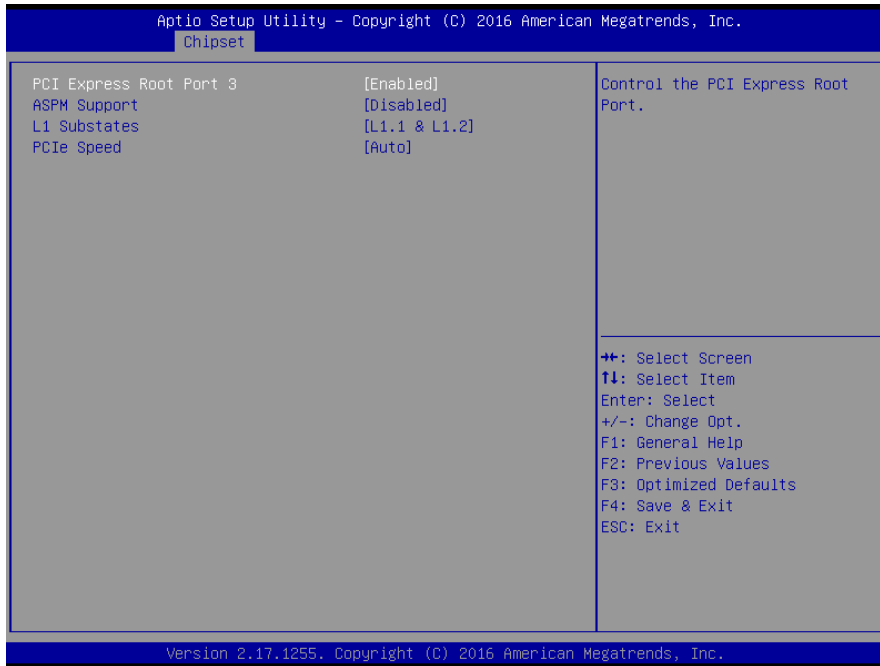 Aptio Setup Utility – Copyright (C) 2016 American Megatrends, Inc.
Chipset
PCI Express Root Port 3 [Enabled]
ASPM Support [Disabled]
L1 Substates [L1.1 & L1.2]
PCIe Speed [Auto]
Control the PCI Express Root
Port.
→←: Select Screen
↑↓: Select Item
Enter: Select
+/-: Change Opt.
F1: General Help
F2: Previous Values
F3: Optimized Defaults
F4: Save & Exit
ESC: Exit
Version 2.17.1255. Copyright (C) 2016 American Megatrends, Inc.